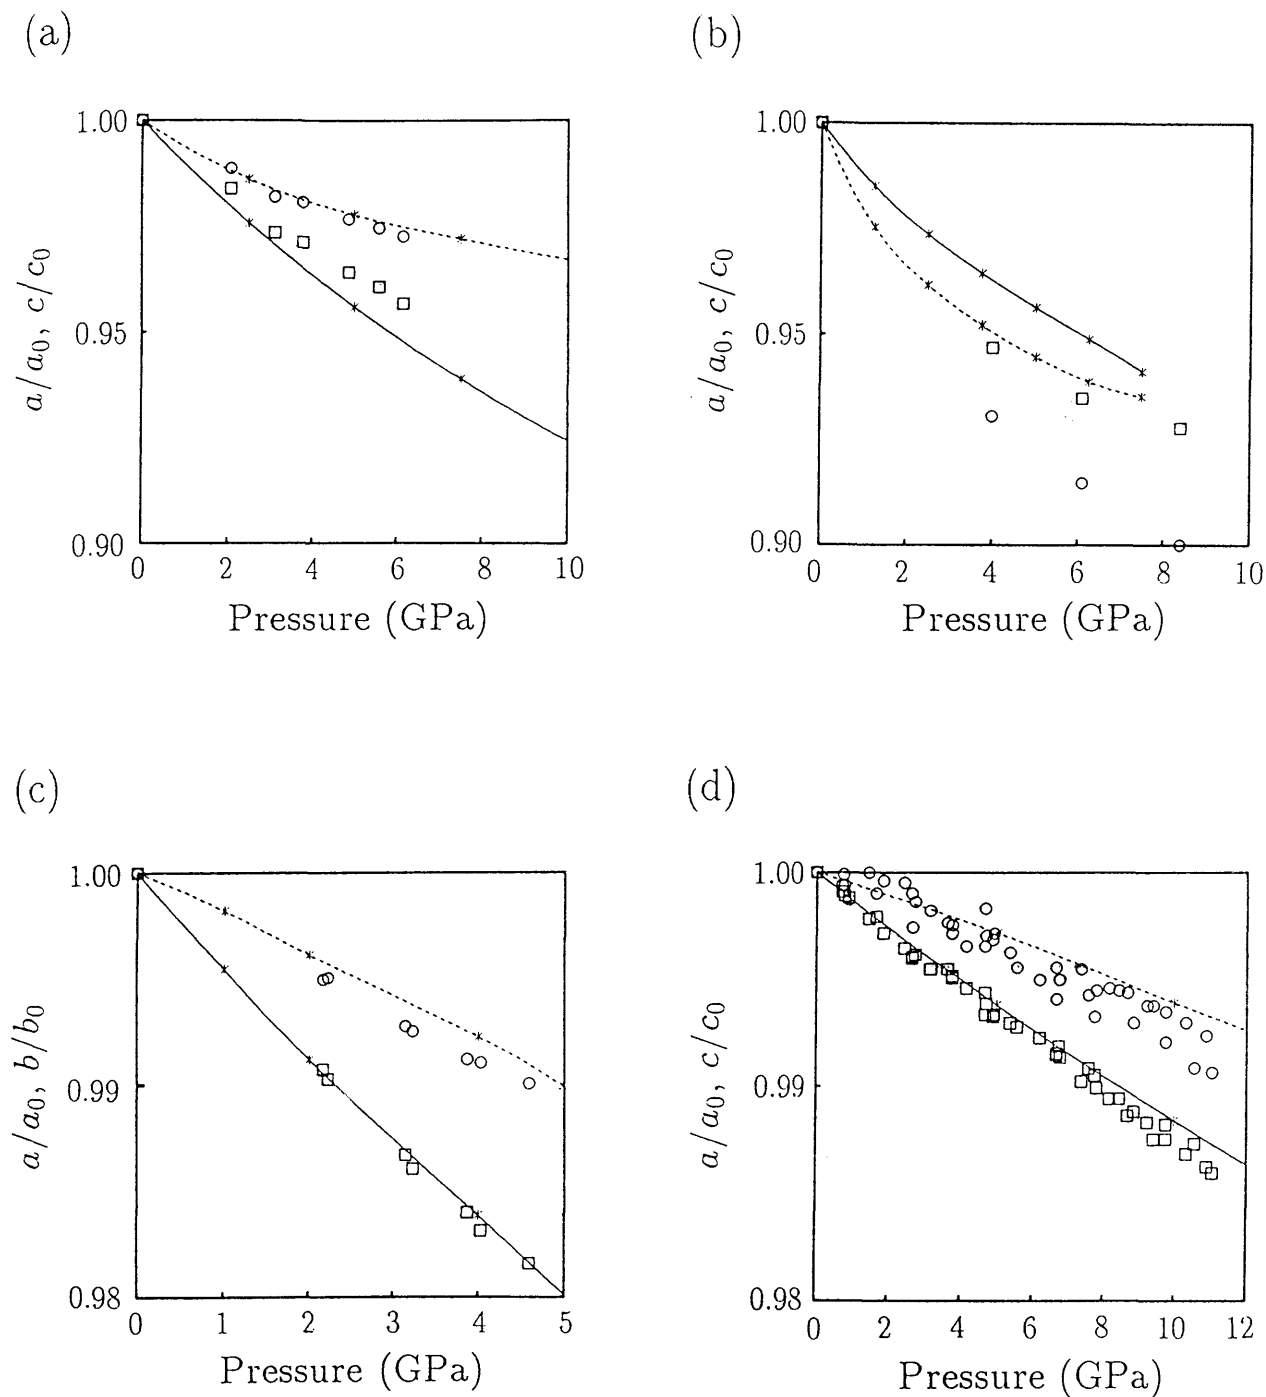 (a)
1.00
0.95
0.90
a/a₀, c/c₀
0 2 4 6 8 10
Pressure (GPa)
(b)
1.00
0.95
0.90
a/a₀, c/c₀
0 2 4 6 8 10
Pressure (GPa)
(c)
1.00
0.99
0.98
a/a₀, b/b₀
0 1 2 3 4 5
Pressure (GPa)
(d)
1.00
0.99
0.98
a/a₀, c/c₀
0 2 4 6 8 10 12
Pressure (GPa)